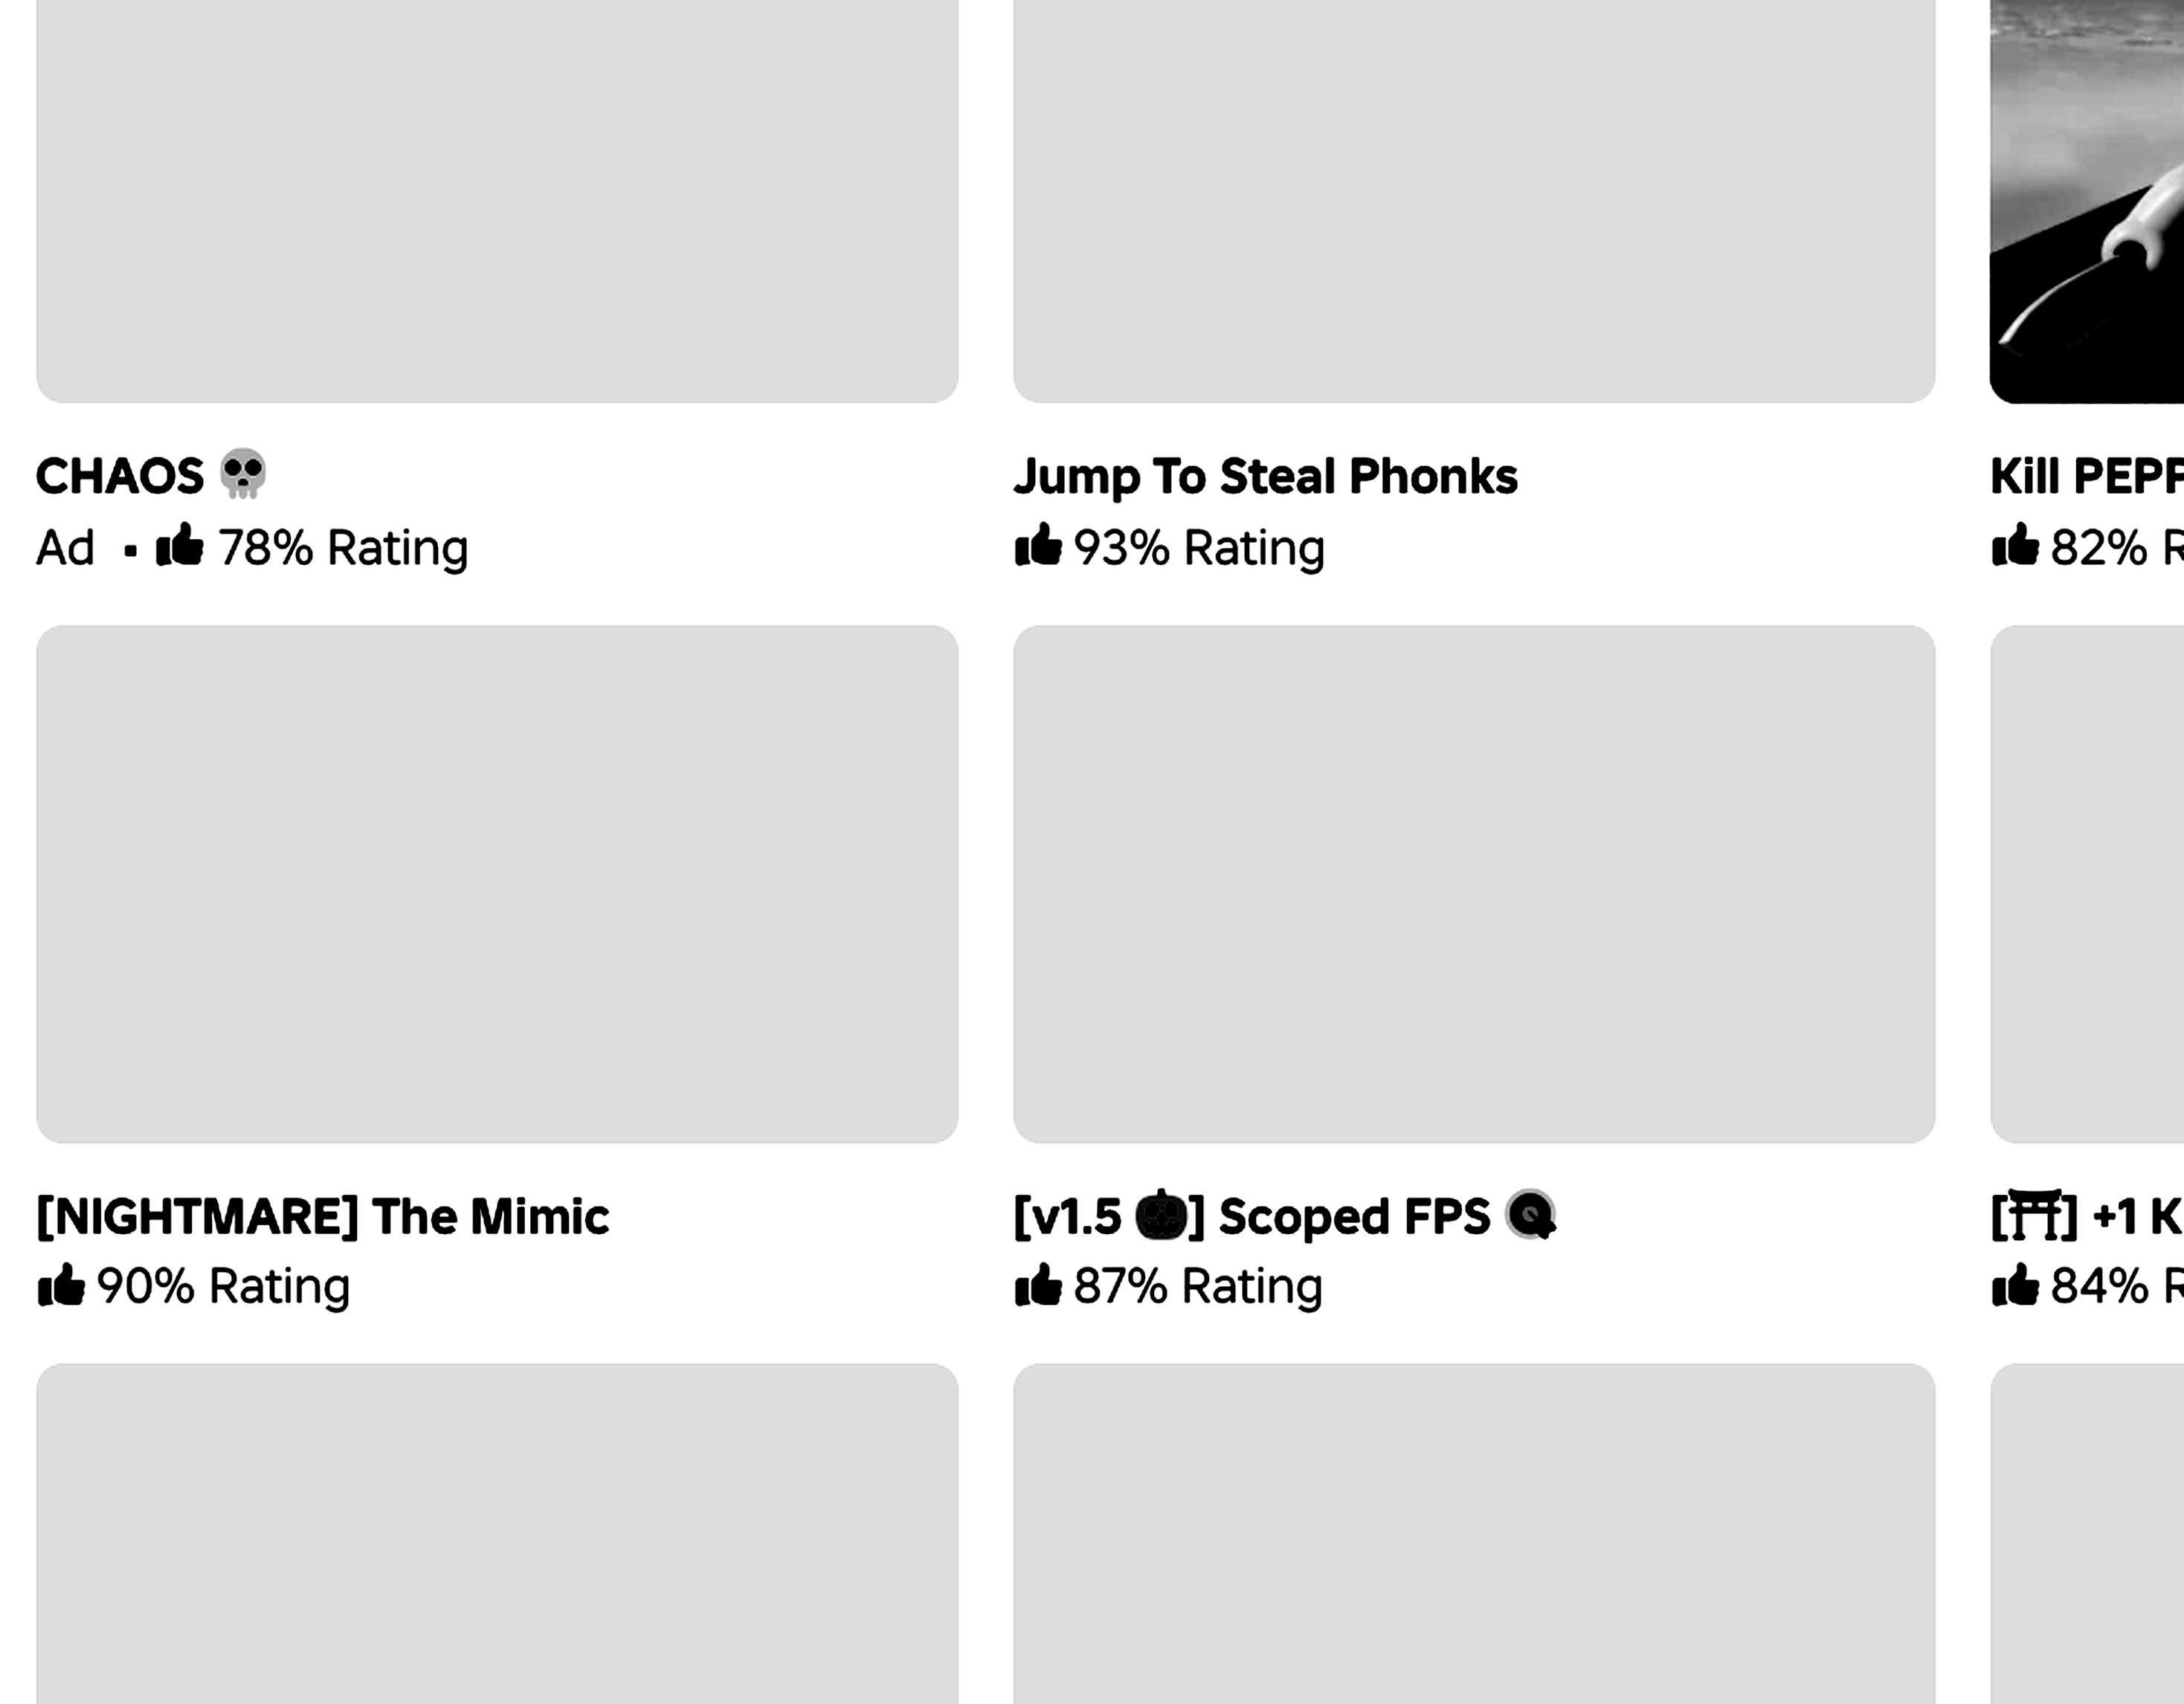 CHAOS 💀
Ad · 78% Rating
Jump To Steal Phonks
93% Rating
Kill PEPP
82% R
[NIGHTMARE] The Mimic
90% Rating
[v1.5 🎃] Scoped FPS
87% Rating
[⛩️] +1 K
84% R